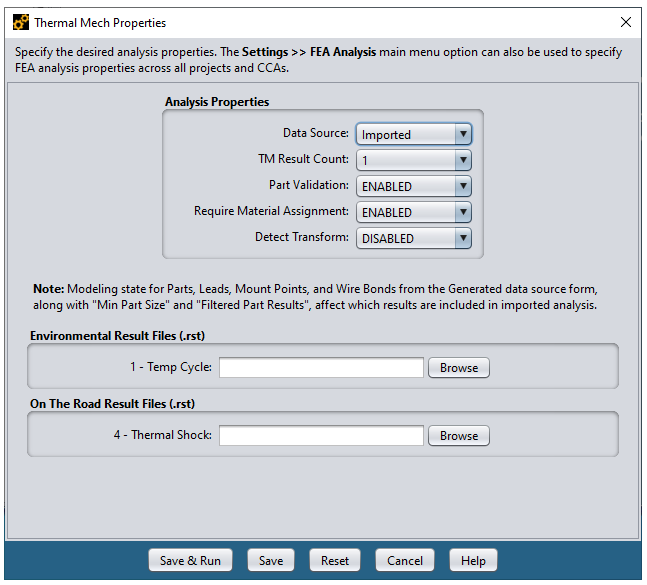 Thermal Mech Properties
Specify the desired analysis properties. The Settings >> FEA Analysis main menu option can also be used to specify
FEA analysis properties across all projects and CCAs.
Analysis Properties
Data Source: Imported
TM Result Count: 1
Part Validation: ENABLED
Require Material Assignment: ENABLED
Detect Transform: DISABLED
Note: Modeling state for Parts, Leads, Mount Points, and Wire Bonds from the Generated data source form,
along with "Min Part Size" and "Filtered Part Results", affect which results are included in imported analysis.
Environmental Result Files (.rst)
1 - Temp Cycle: Browse
On The Road Result Files (.rst)
4 - Thermal Shock: Browse
Save & Run Save Reset Cancel Help